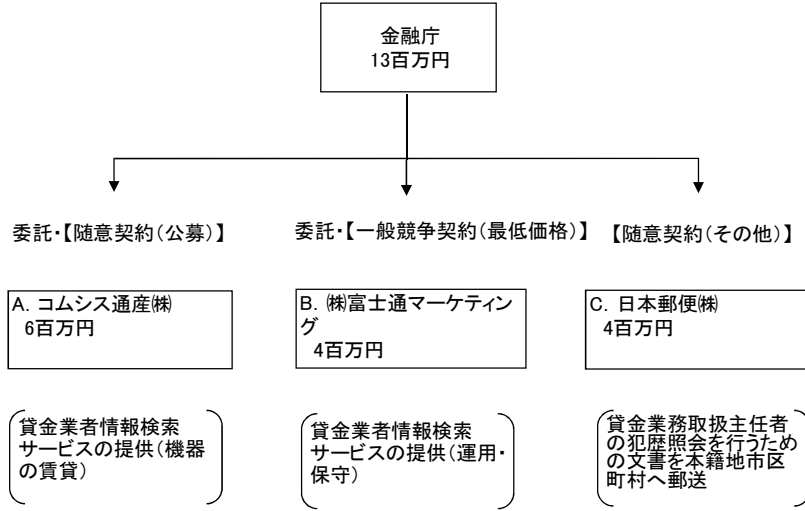 金融庁
13百万円
委託・【随意契約（公募）】
委託・【一般競争契約（最低価格）】
【随意契約（その他）】
A．コムシス通産㈱
6百万円
B．㈱富士通マーケティン
グ
4百万円
C．日本郵便㈱
4百万円
貸金業者情報検索
サービスの提供（機器
の賃貸）
貸金業者情報検索
サービスの提供（運用・
保守）
貸金業務取扱主任者
の犯歴照会を行うため
の文書を本籍地市区
町村へ郵送